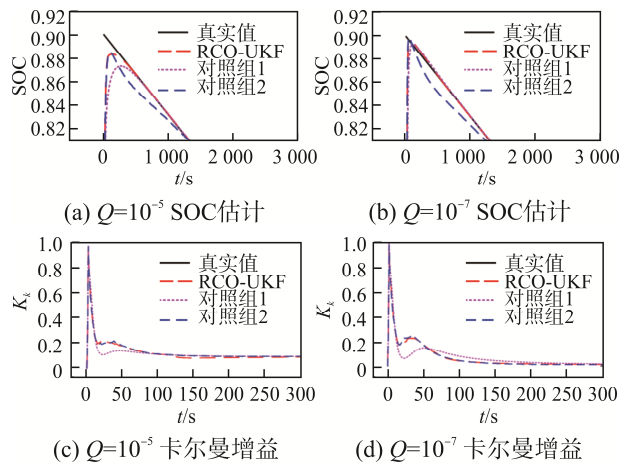 0.92
0.90
0.88
0.86
0.84
0.82
SOC
真实值
RCO-UKF
对照组1
对照组2
0 1 000 2 000 3 000
t/s
(a) Q=10⁻⁵ SOC估计
0.92
0.90
0.88
0.86
0.84
0.82
SOC
真实值
RCO-UKF
对照组1
对照组2
0 1 000 2 000 3 000
t/s
(b) Q=10⁻⁷ SOC估计
1.0
0.8
0.6
0.4
0.2
0
Kₖ
真实值
RCO-UKF
对照组1
对照组2
0 50 100 150 200 250 300
t/s
(c) Q=10⁻⁵ 卡尔曼增益
1.0
0.8
0.6
0.4
0.2
0
Kₖ
真实值
RCO-UKF
对照组1
对照组2
0 50 100 150 200 250 300
t/s
(d) Q=10⁻⁷ 卡尔曼增益